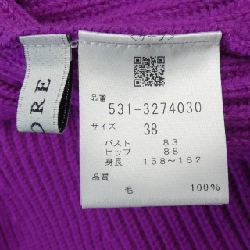 ORE
品番
531-3274030
サイズ 38
バスト 83
ヒップ 88
身長 158~162
品質
毛 100%